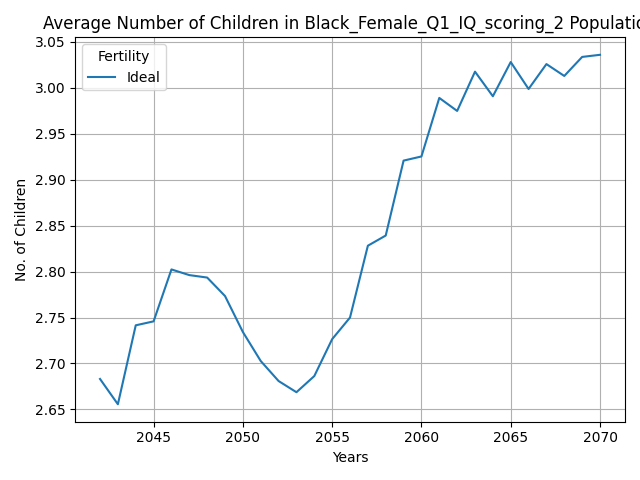 Average Number of Children in Black_Female_Q1_IQ_scoring_2 Populatio
3.05
3.00
2.95
2.90
2.85
2.80
2.75
2.70
2.65
No. of Children
Fertility
Ideal
2045 2050 2055 2060 2065 2070
Years